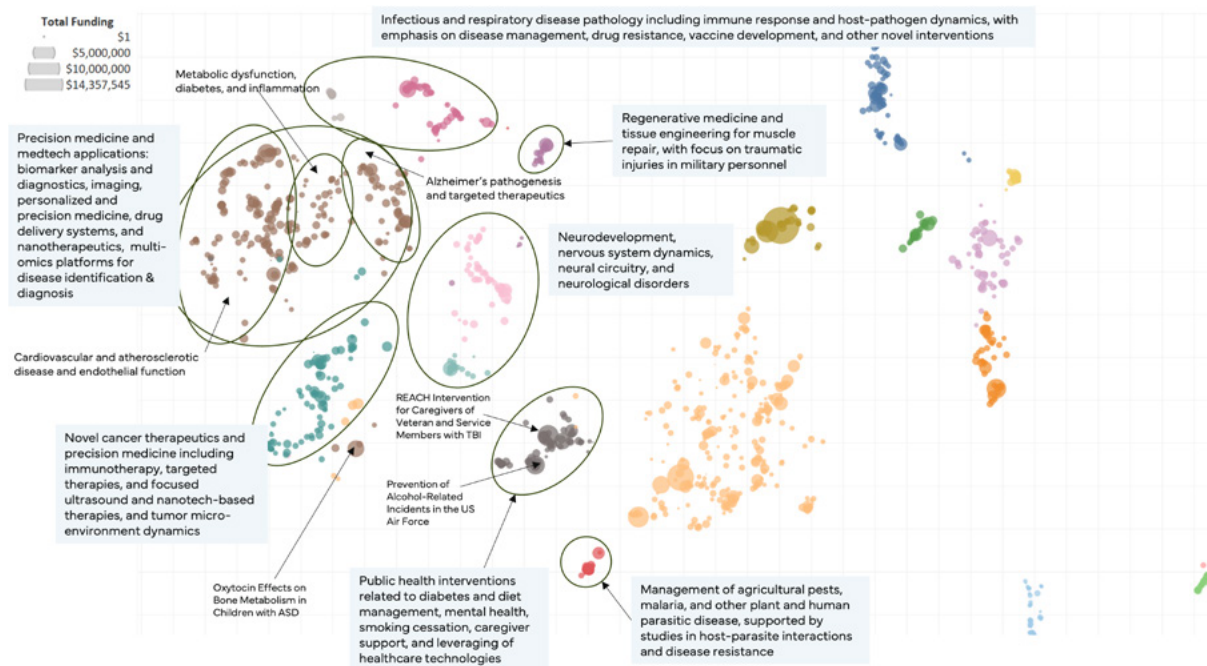 Total Funding
$1
$5,000,000
$10,000,000
$14,357,545
Infectious and respiratory disease pathology including immune response and host-pathogen dynamics, with
emphasis on disease management, drug resistance, vaccine development, and other novel interventions
Metabolic dysfunction,
diabetes, and inflammation
Regenerative medicine and
tissue engineering for muscle
repair, with focus on traumatic
injuries in military personnel
Precision medicine and
medtech applications:
biomarker analysis and
diagnostics, imaging,
personalized and
precision medicine, drug
delivery systems, and
nanotherapeutics, multi-
omics platforms for
disease identification &
diagnosis
Alzheimer's pathogenesis
and targeted therapeutics
Neurodevelopment,
nervous system dynamics,
neural circuitry, and
neurological disorders
Cardiovascular and atherosclerotic
disease and endothelial function
REACH Intervention
for Caregivers of
Veteran and Service
Members with TBI
Novel cancer therapeutics and
precision medicine including
immunotherapy, targeted
therapies, and focused
ultrasound and nanotech-based
therapies, and tumor micro-
environment dynamics
Prevention of
Alcohol-Related
Incidents in the US
Air Force
Oxytocin Effects on
Bone Metabolism in
Children with ASD
Public health interventions
related to diabetes and diet
management, mental health,
smoking cessation, caregiver
support, and leveraging of
healthcare technologies
Management of agricultural pests,
malaria, and other plant and human
parasitic disease, supported by
studies in host-parasite interactions
and disease resistance